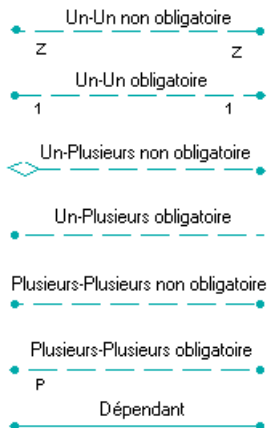 Un-Un non obligatoire
Z Z
Un-Un obligatoire
1 1
Un-Plusieurs non obligatoire
Un-Plusieurs obligatoire
Plusieurs-Plusieurs non obligatoire
Plusieurs-Plusieurs obligatoire
P
Dépendant